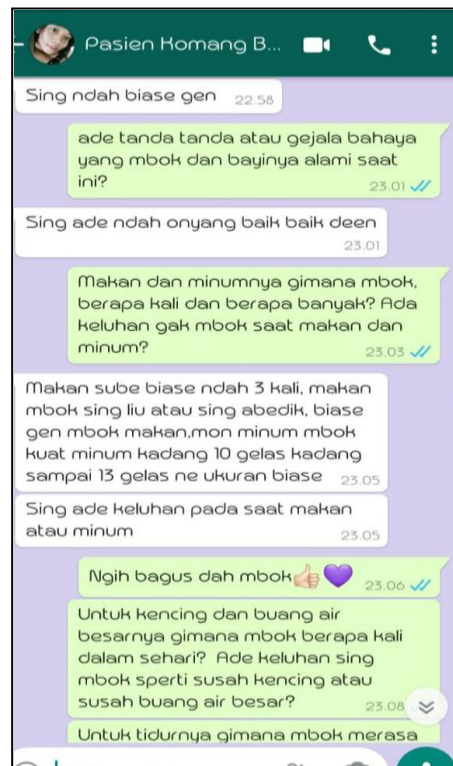 Pasien Komang B...
Sing ndah biase gen 22.58
ade tanda tanda atau gejala bahaya
yang mbok dan bayinya alami saat
ini?
23.01
Sing ade ndah onyang baik baik deen
23.01
Makan dan minumnya gimana mbok,
berapa kali dan berapa banyak? Ada
keluhan gak mbok saat makan dan
minum?
23.03
Makan sube biase ndah 3 kali, makan
mbok sing liu atau sing abedik, biase
gen mbok makan,mon minum mbok
kuat minum kadang 10 gelas kadang
sampai 13 gelas ne ukuran biase 23.05
Sing ade keluhan pada saat makan
atau minum 23.05
Ngih bagus dah mbok👍🏻💜 23.06
Untuk kencing dan buang air
besarnya gimana mbok berapa kali
dalam sehari? Ade keluhan sing
mbok sperti susah kencing atau
susah buang air besar?
23.08
Untuk tidurnya gimana mbok merasa